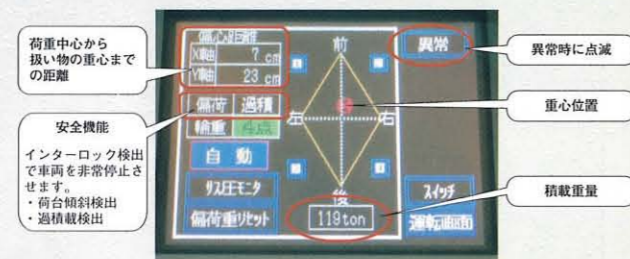 荷重中心から
扱い物の重心まで
の距離
安全機能
インターロック検出
で車両を非常停止さ
せます。
・荷台傾斜検出
・過積載検出
偏心距離
X軸 7 cm
Y軸 23 cm
偏荷 過積
輪重 4点
自動
リスE圧モニタ
偏荷重リセット
前
左
右
後
119ton
異常
スイッチ
運転画面
異常時に点滅
重心位置
積載重量